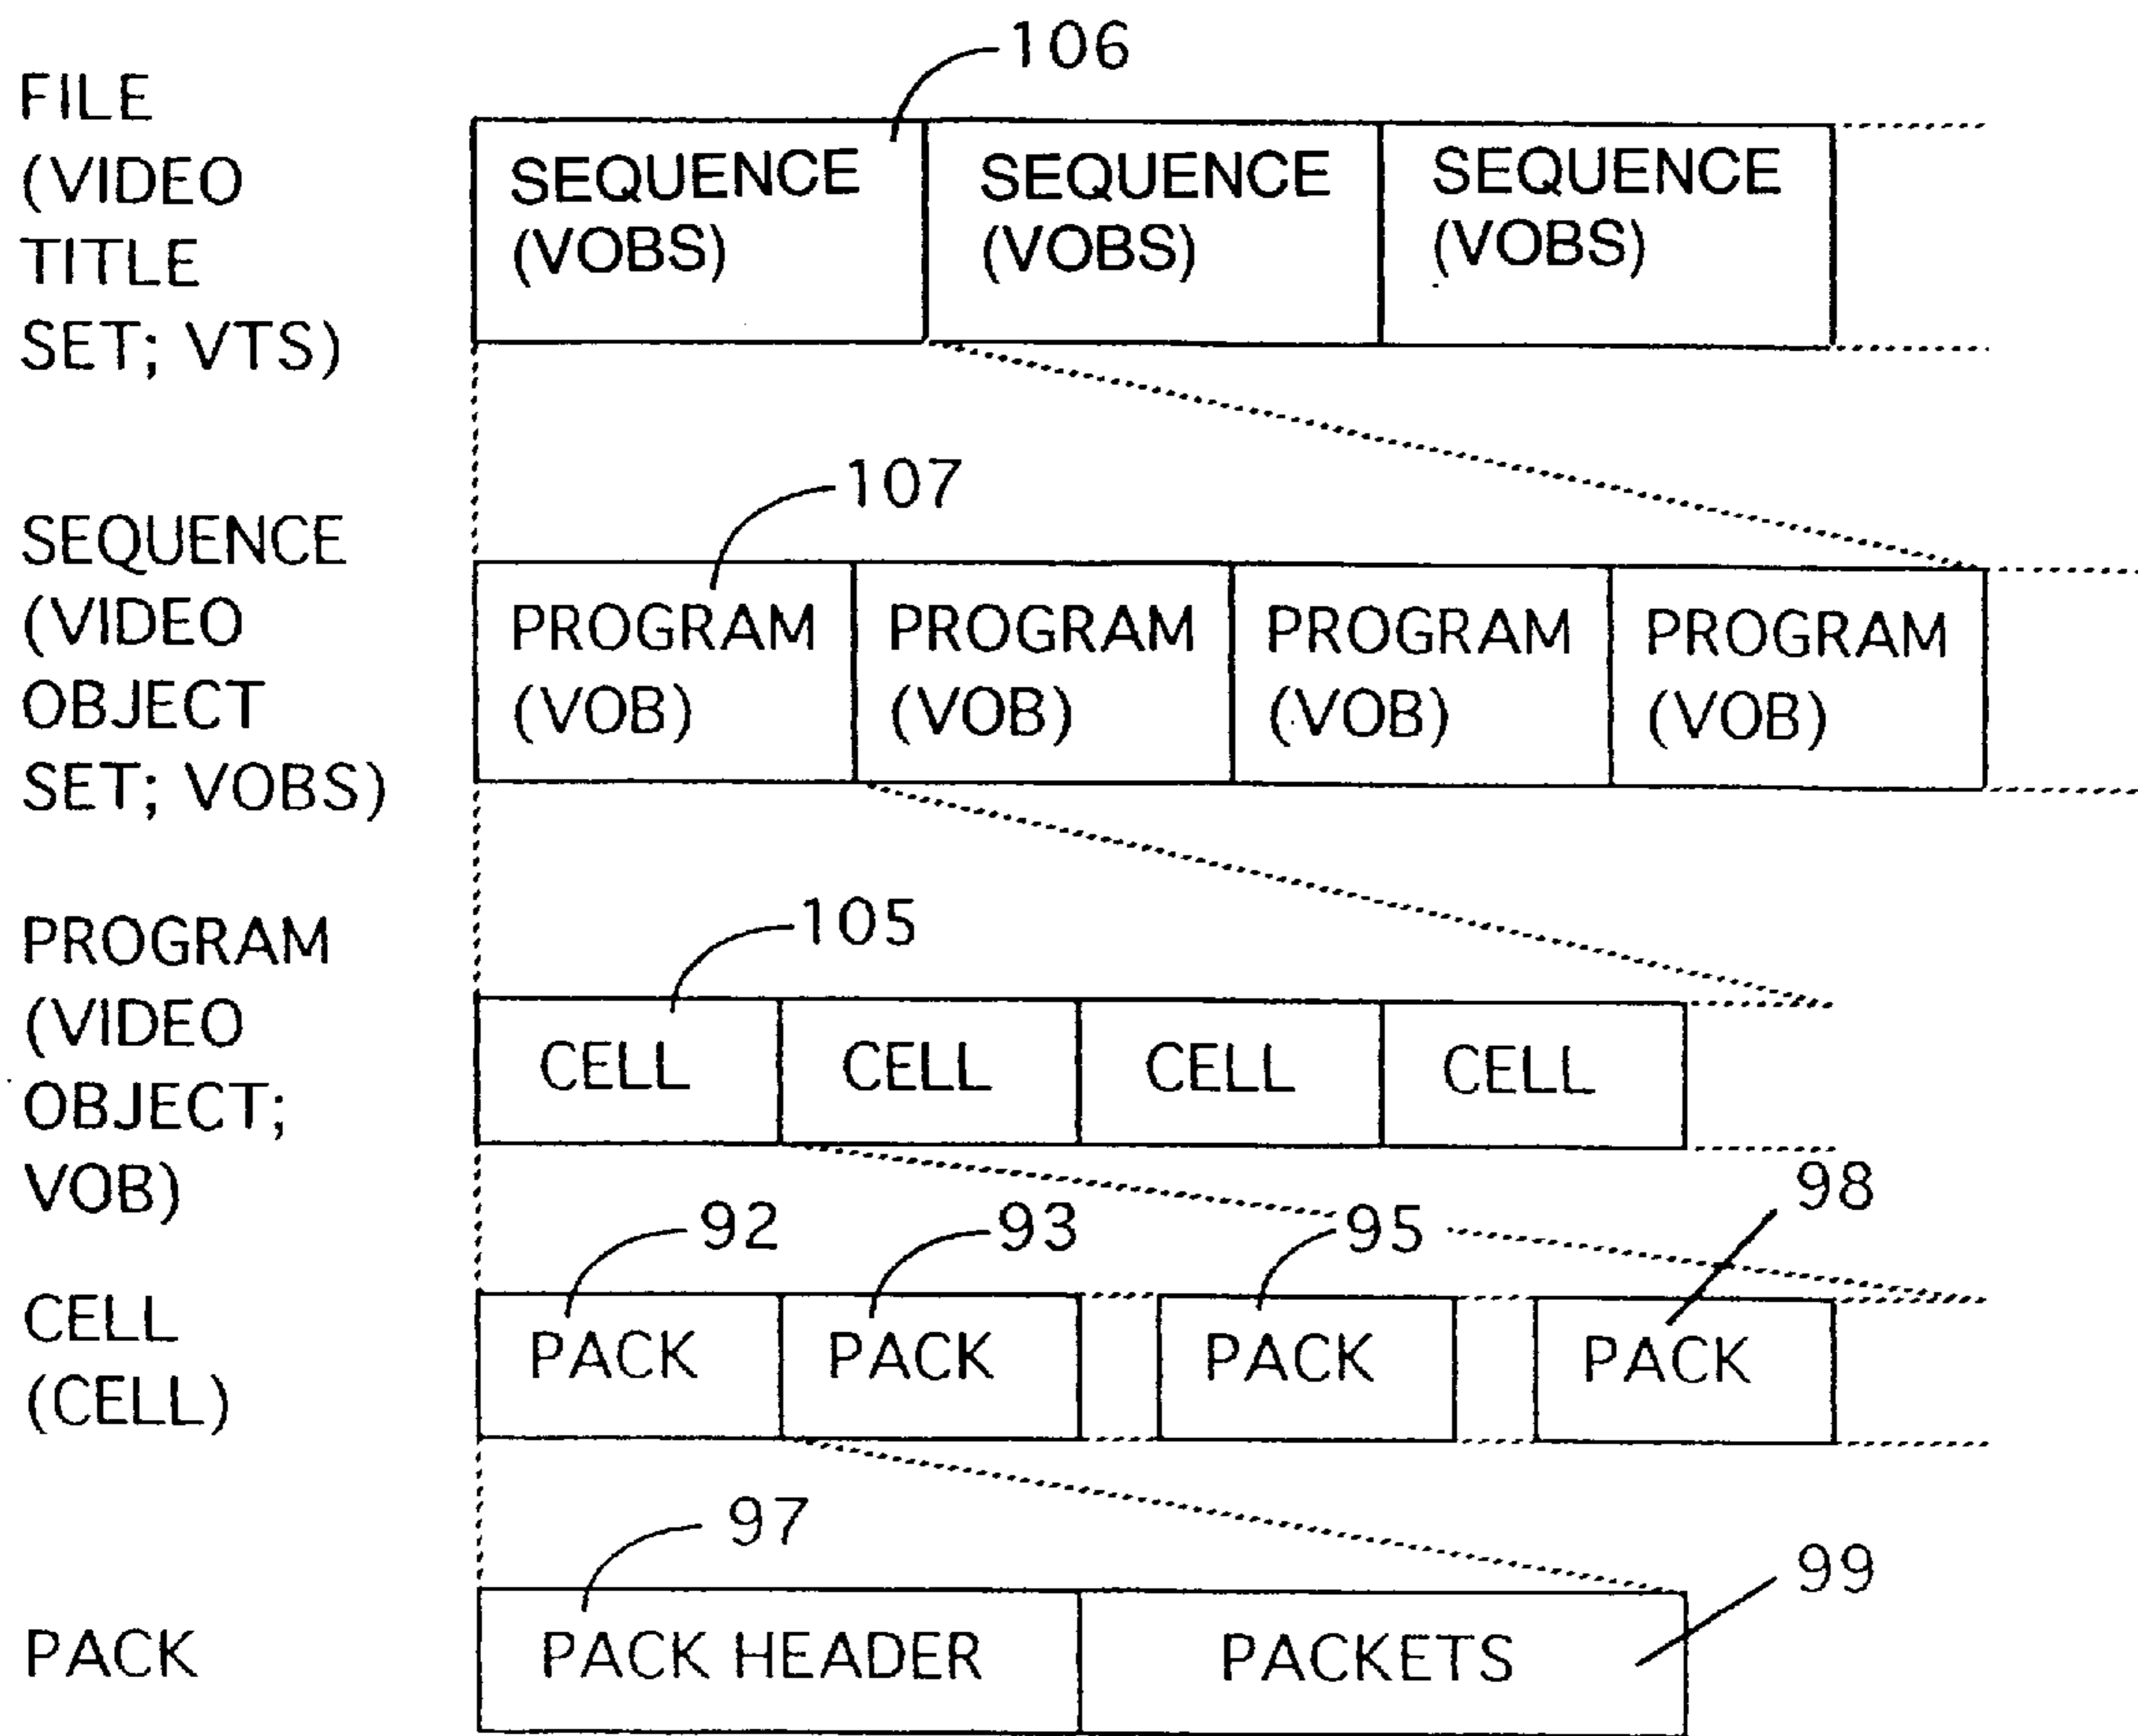 106
FILE
(VIDEO
TITLE
SET; VTS)
SEQUENCE
(VOBS)
SEQUENCE
(VOBS)
SEQUENCE
(VOBS)
107
SEQUENCE
(VIDEO
OBJECT
SET; VOBS)
PROGRAM
(VOB)
PROGRAM
(VOB)
PROGRAM
(VOB)
PROGRAM
(VOB)
105
PROGRAM
(VIDEO
OBJECT;
VOB)
CELL
CELL
CELL
CELL
92
93
95
98
CELL
(CELL)
PACK
PACK
PACK
PACK
97
99
PACK
PACK HEADER
PACKETS